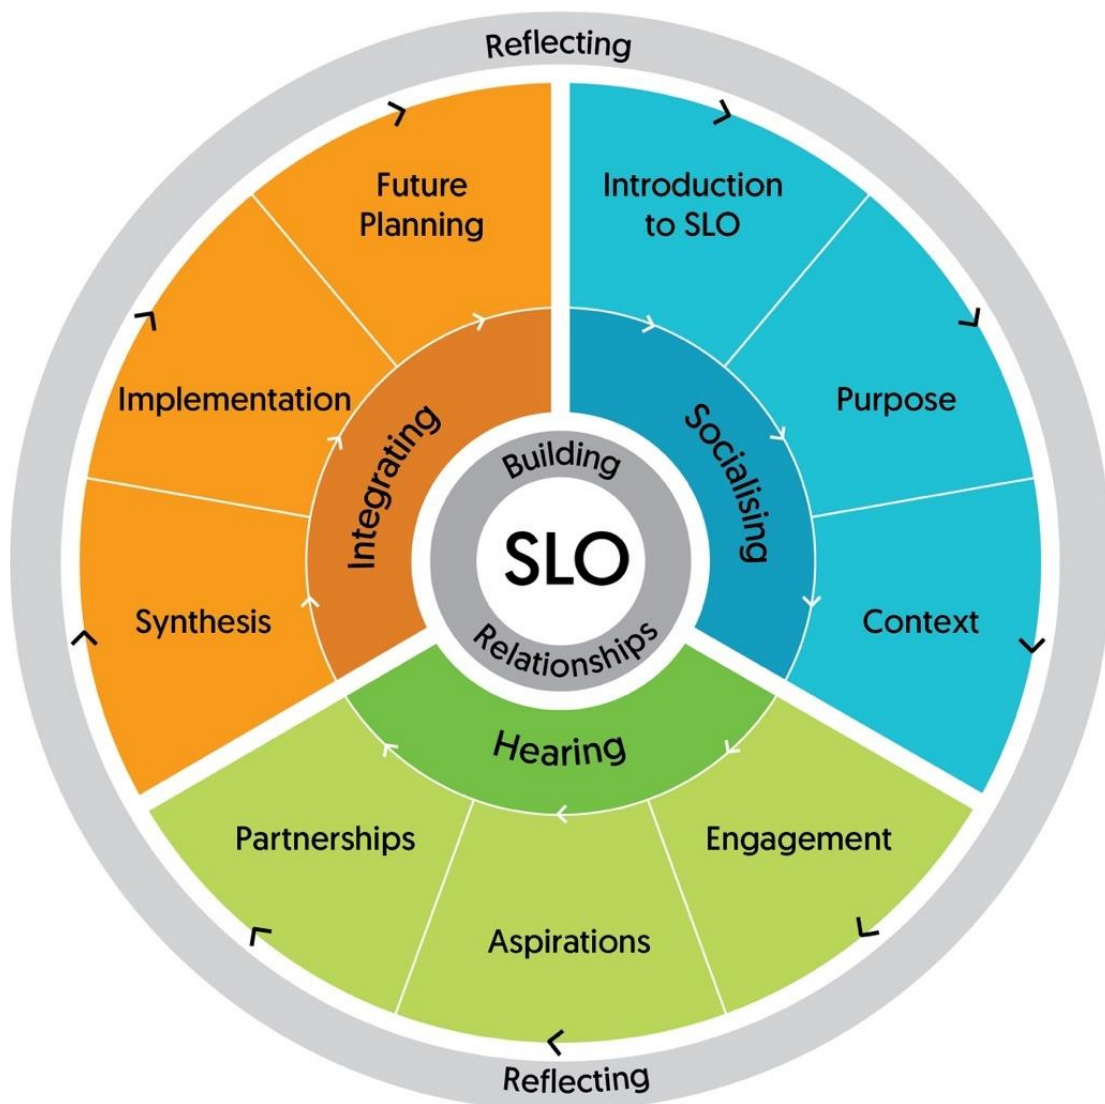 Reflecting
Future
Planning
Introduction
to SLO
Implementation
Purpose
Integrating
Socialising
Building
SLO
Relationships
Synthesis
Context
Hearing
Partnerships
Engagement
Aspirations
Reflecting